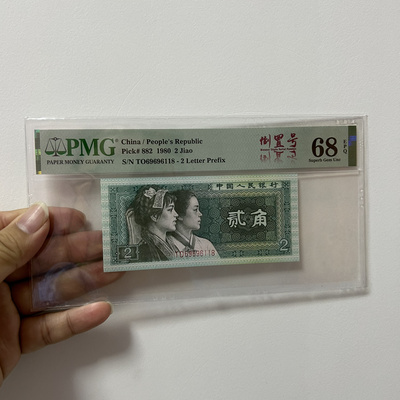 PMG
PAPER MONEY GUARANTY
China / People's Republic
Pick# 882 1980 2 Jiao
S/N TO69696118 - 2 Letter Prefix
倒置号
68
EPQ
Superb Gem Unc
中国人民银行
贰角
2
2
TO69696118